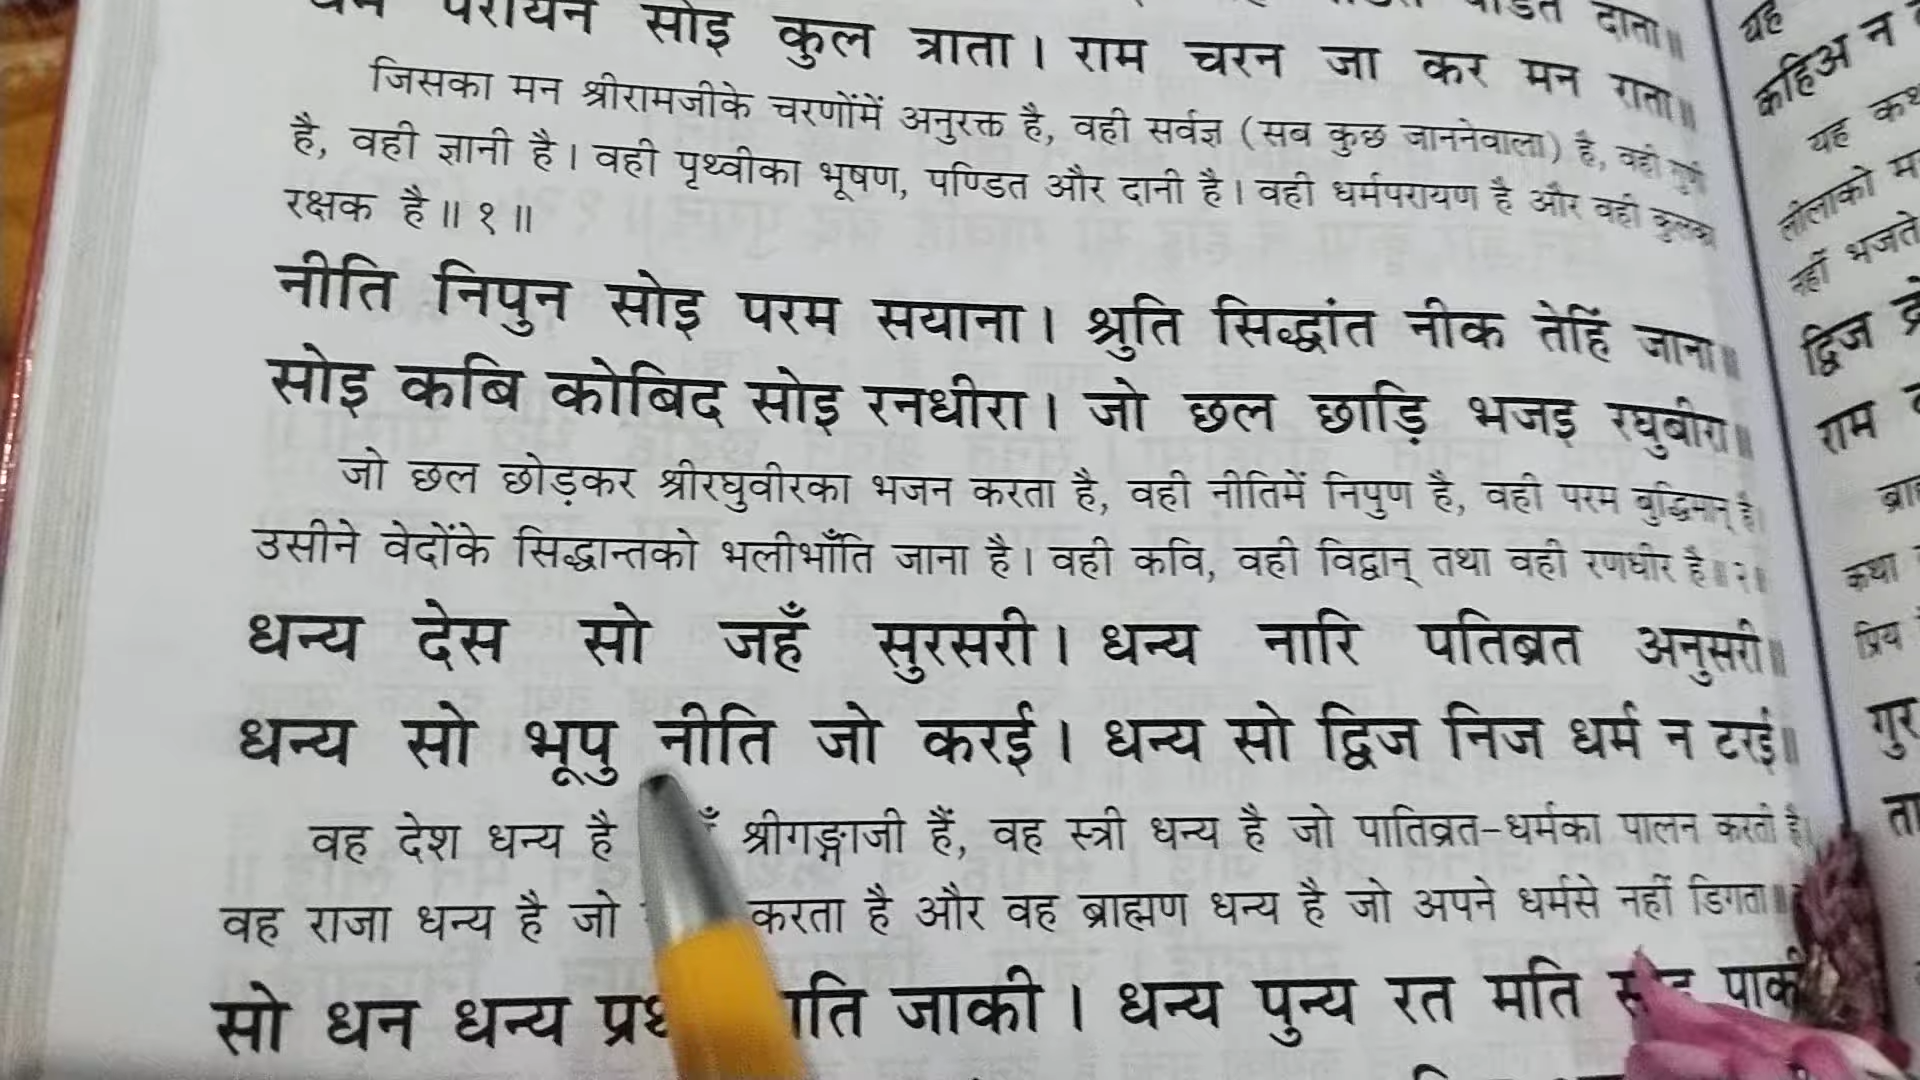 परायन सोइ कुल त्राता। राम चरन जा कर मन राता॥
जिसका मन श्रीरामजीके चरणोंमें अनुरक्त है, वही सर्वज्ञ (सब कुछ जाननेवाला) है, वही गुणी
है, वही ज्ञानी है। वही पृथ्वीका भूषण, पण्डित और दानी है। वही धर्मपरायण है और वही कुलका
रक्षक है॥ १॥
नीति निपुन सोइ परम सयाना। श्रुति सिद्धांत नीक तेहिं जाना॥
सोइ कबि कोबिद सोइ रनधीरा। जो छल छाड़ि भजइ रघुबीरा॥
जो छल छोड़कर श्रीरघुवीरका भजन करता है, वही नीतिमें निपुण है, वही परम बुद्धिमान् है।
उसीने वेदोंके सिद्धान्तको भलीभाँति जाना है। वही कवि, वही विद्वान् तथा वही रणधीर है॥ २॥
धन्य देस सो जहँ सुरसरी। धन्य नारि पतिब्रत अनुसरी॥
धन्य सो भूपु नीति जो करई। धन्य सो द्विज निज धर्म न टरई॥
वह देश धन्य है श्रीगङ्गाजी हैं, वह स्त्री धन्य है जो पातिव्रत-धर्मका पालन करती है।
वह राजा धन्य है जो करता है और वह ब्राह्मण धन्य है जो अपने धर्मसे नहीं डिगता॥
सो धन धन्य गति जाकी। धन्य पुन्य रत मति पाकी
यह
कहिअ न
यह
लीलाको
नहीं भजते
द्विज
राम
कथा
प्रिय
गुर